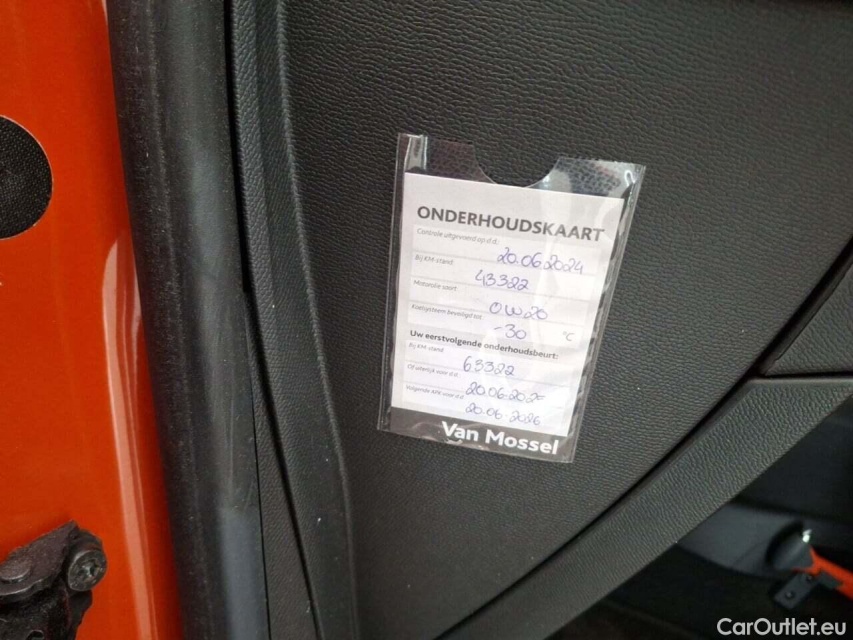 ONDERHOUDSKAART
Controle uitgevoerd op d.d.: 20.06.2024
Bij KM-stand 43322
Motorolie soort: 0W20
Koelsysteem beveiligd tot: -30 °C
Uw eerstvolgende onderhoudsbeurt:
Bij KM-stand: 63322
Of uiterlijk voor d.d. 20.06.2025
Volgende APK voor d.d. 20.06.2026
Van Mossel
CarOutlet.eu